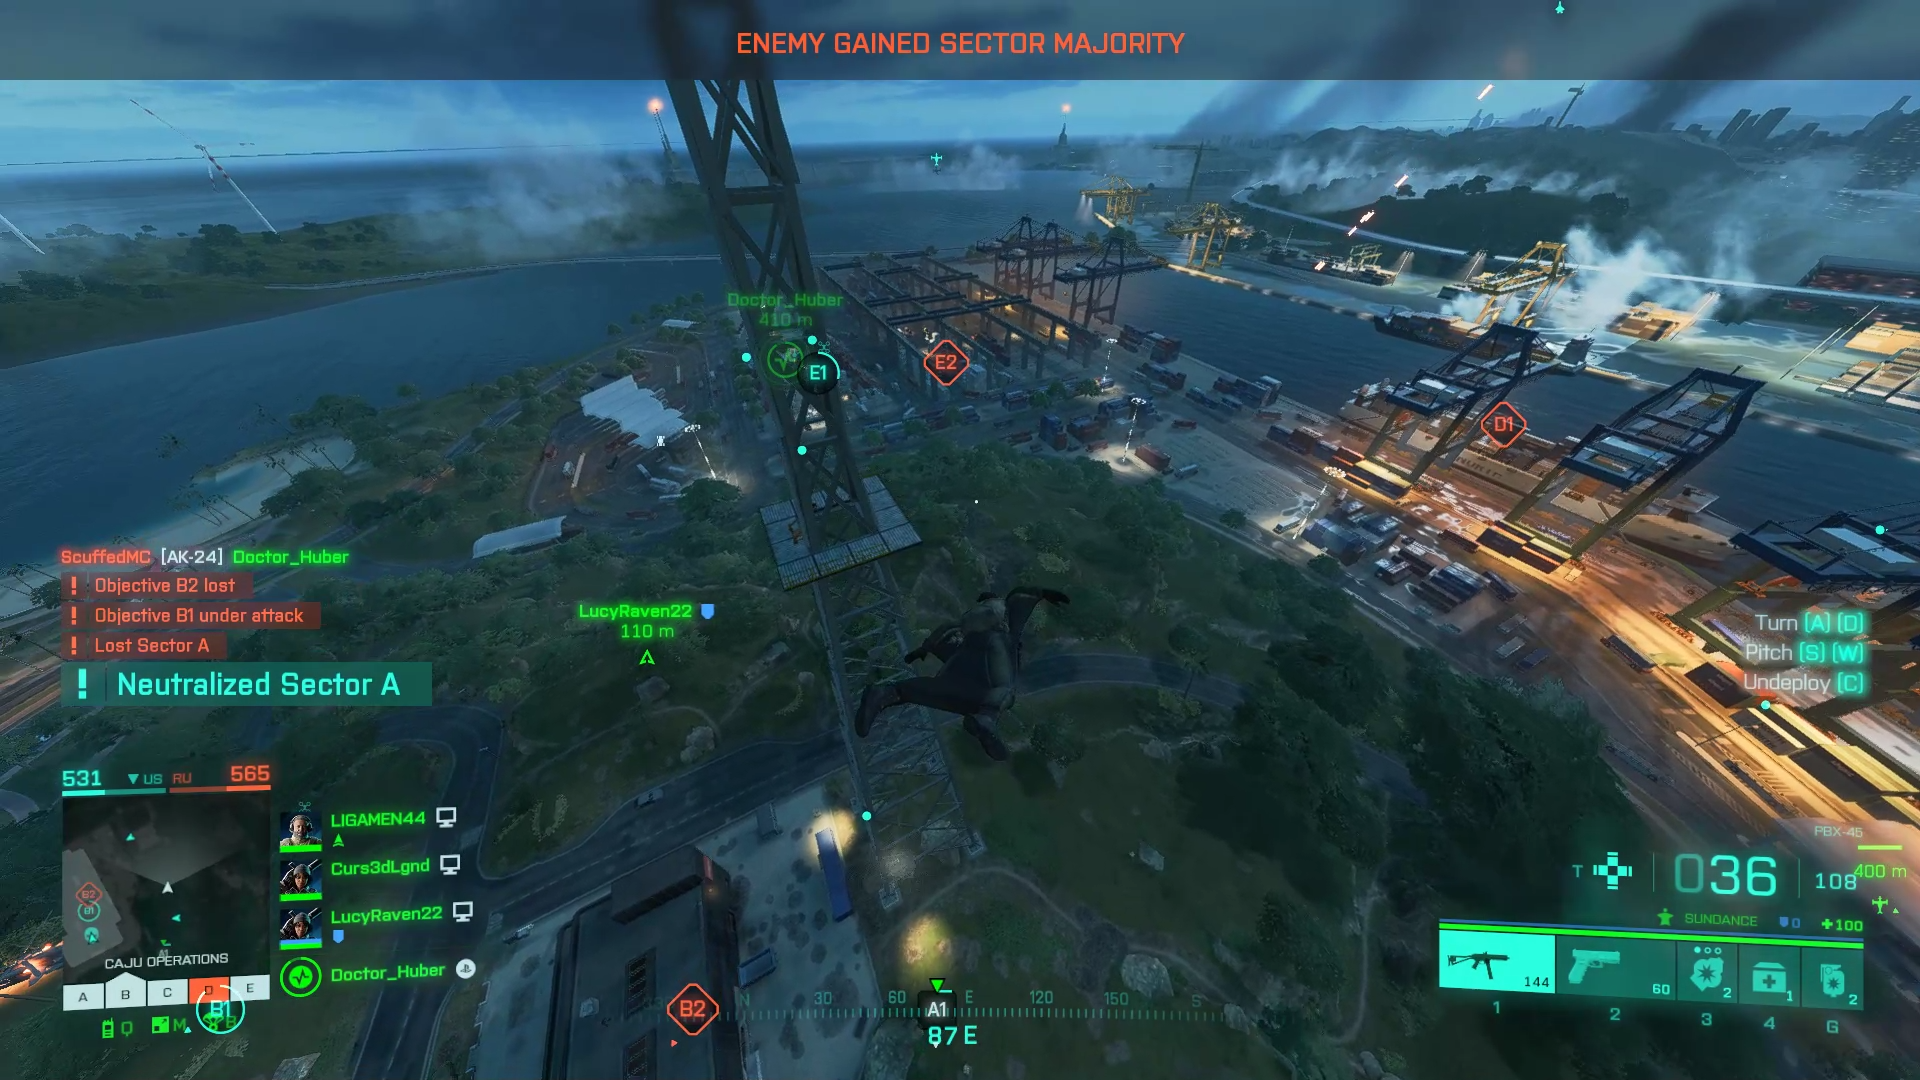 ENEMY GAINED SECTOR MAJORITY
Doctor_Huber
410 m
E1
E2
D1
ScuffedMC [AK-24] Doctor_Huber
! Objective B2 lost
! Objective B1 under attack
! Lost Sector A
! Neutralized Sector A
LucyRaven22
110 m
Turn [A] [D]
Pitch [S] [W]
Undeploy [C]
531 US RU 565
B2
B1
CAJU OPERATIONS
A B C D E
B1
Q M B
LIGAMEN44
Curs3dLgnd
LucyRaven22
Doctor_Huber
B2
N 30 60 E 120 150 S
A1
87 E
PBX-45
T 036 108
400 m
SUNDANCE 0 +100
144 60 2 1 2
1 2 3 4 G